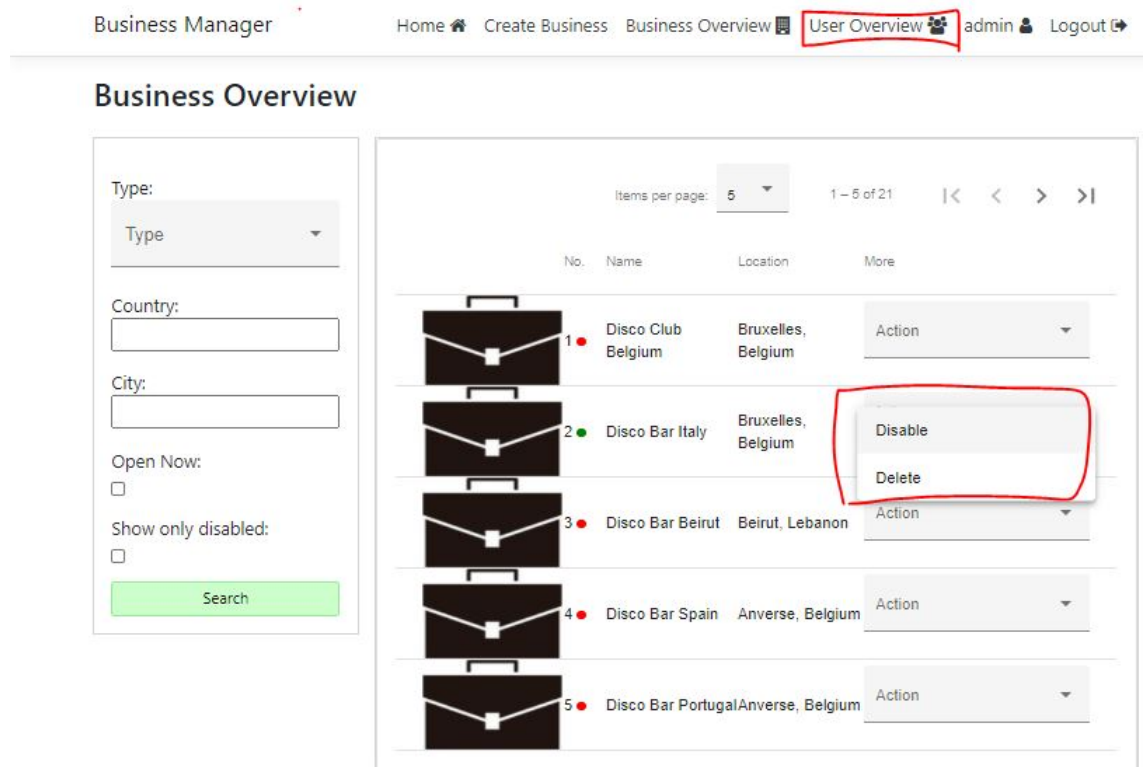 Business Manager
Home Create Business Business Overview User Overview admin Logout
Business Overview
Type:
Type
Country:
City:
Open Now:
Show only disabled:
Search
Items per page: 5 1 – 5 of 21
No. Name Location More
1 Disco Club Belgium Bruxelles, Belgium Action
2 Disco Bar Italy Bruxelles, Belgium
Disable
Delete
3 Disco Bar Beirut Beirut, Lebanon Action
4 Disco Bar Spain Anverse, Belgium Action
5 Disco Bar Portugal Anverse, Belgium Action